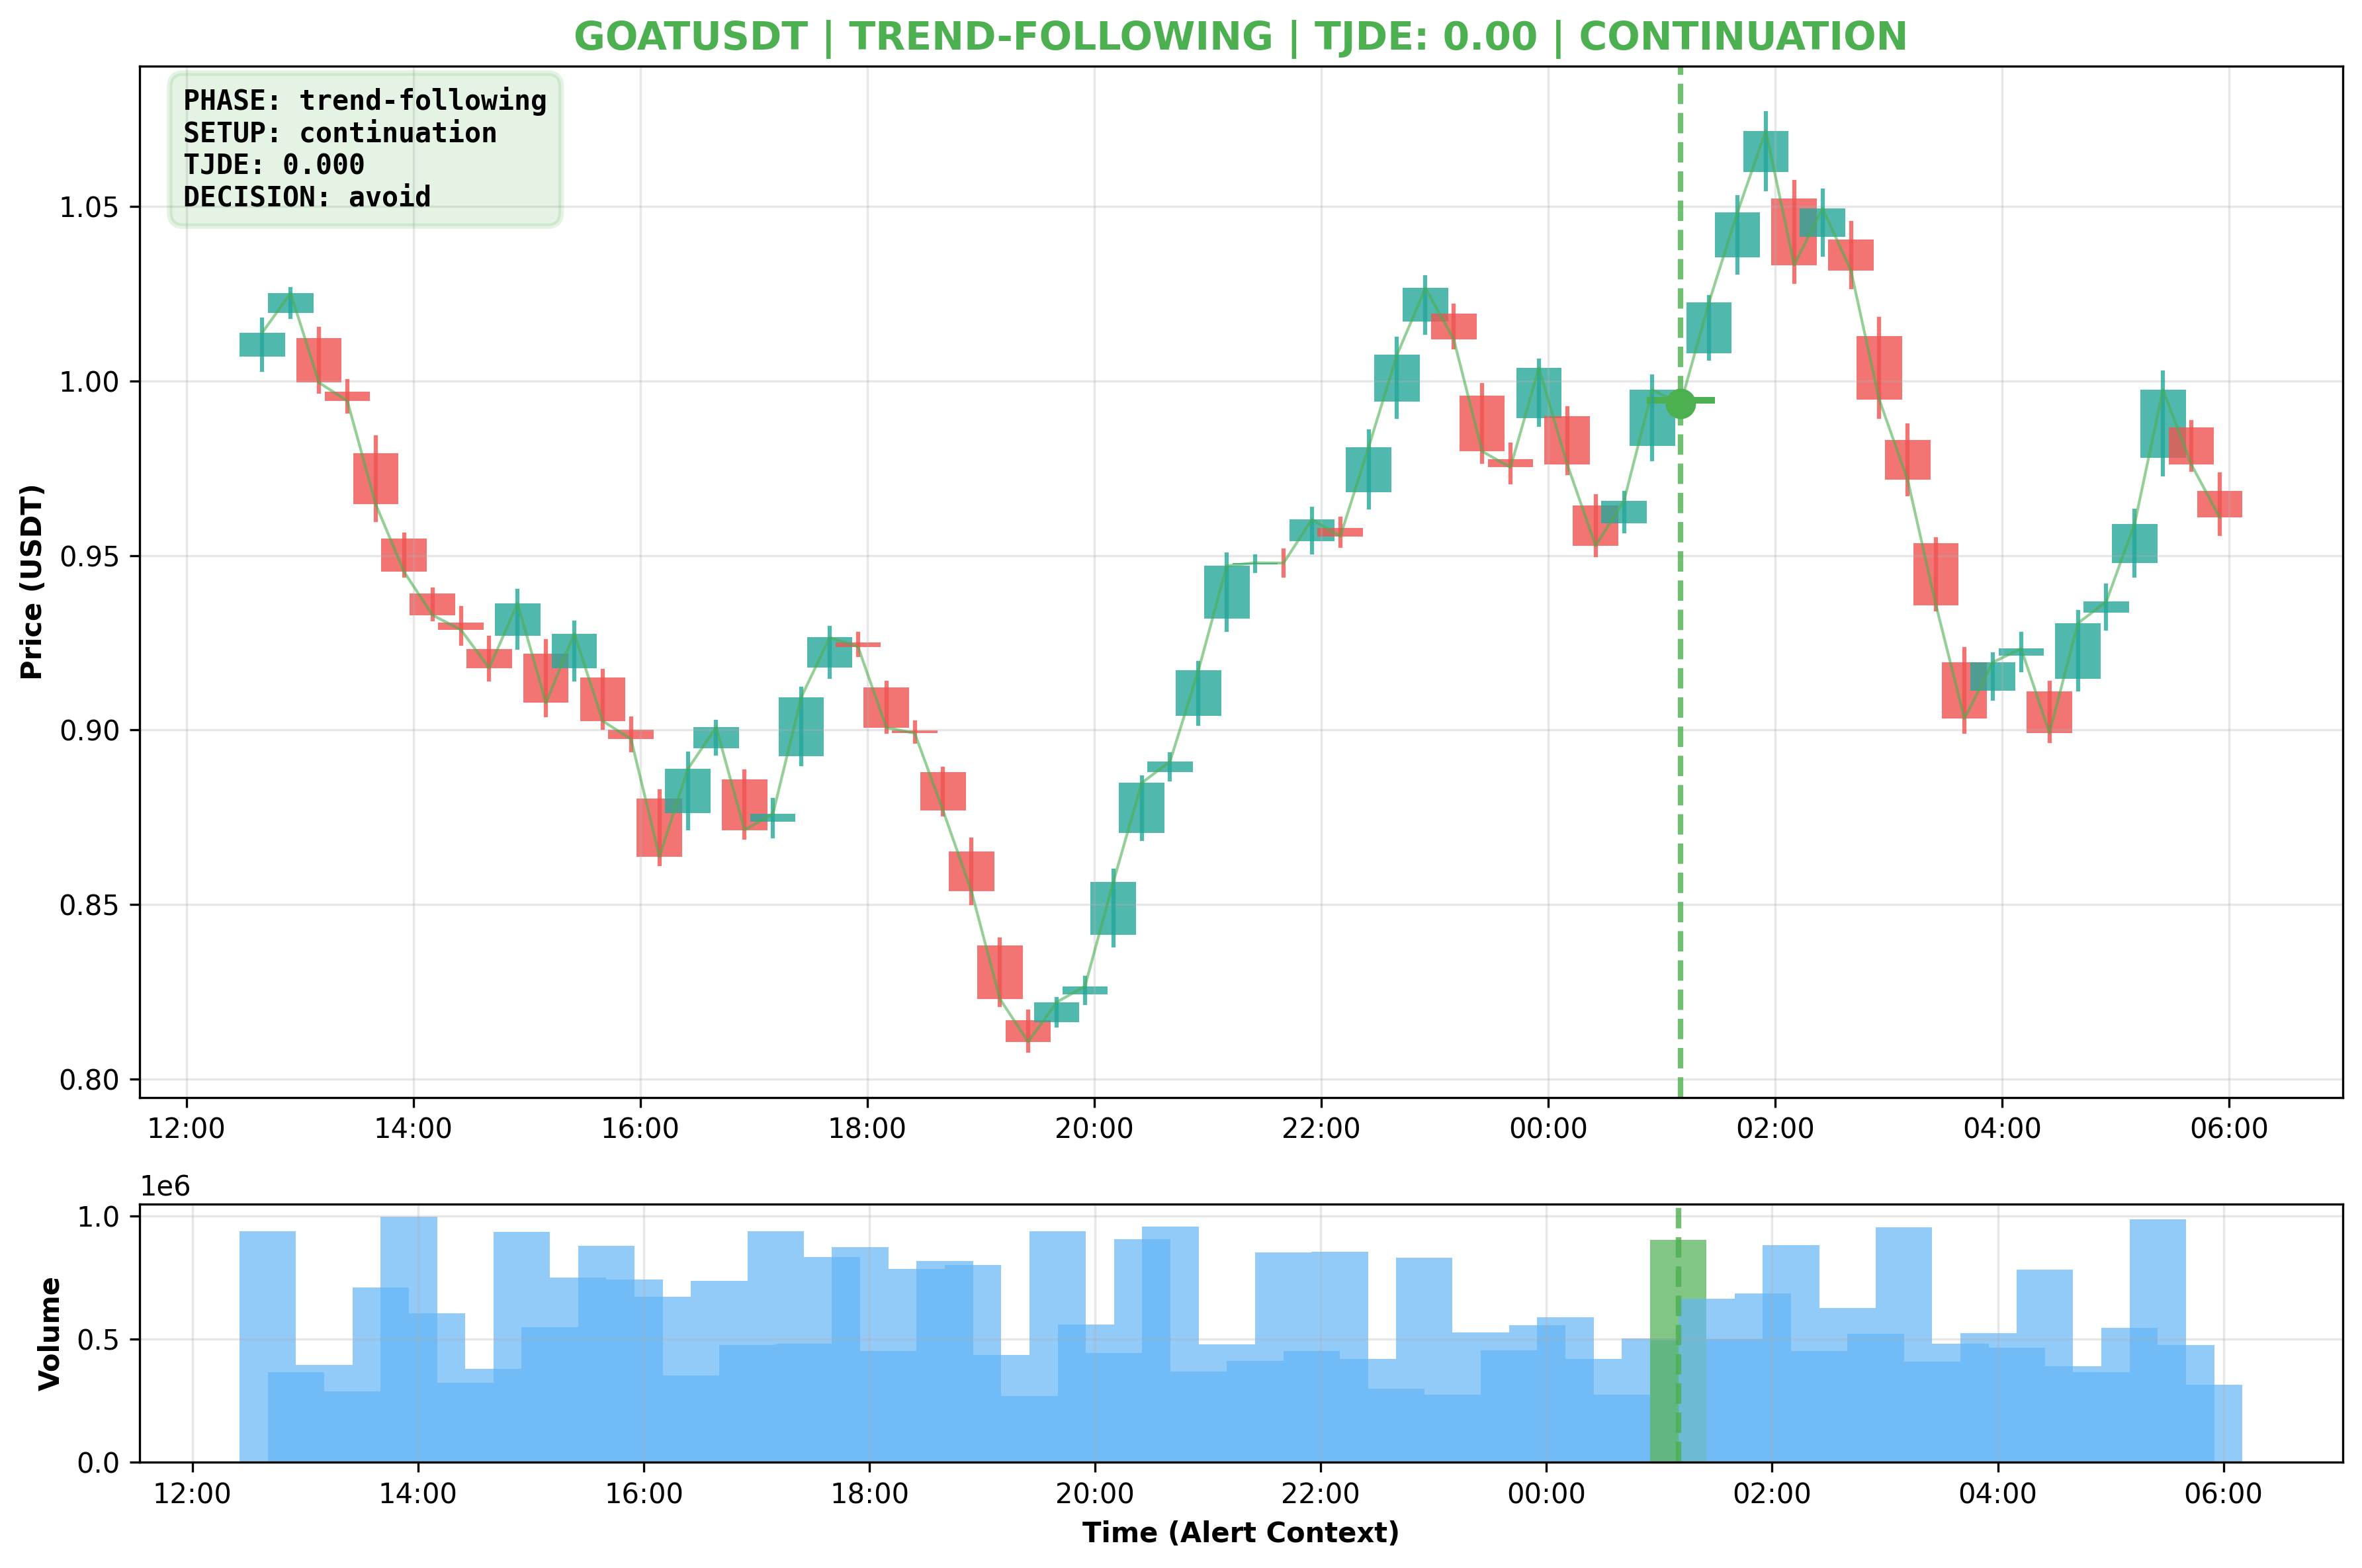 GOATUSDT | TREND-FOLLOWING | TJDE: 0.00 | CONTINUATION
PHASE: trend-following
SETUP: continuation
TJDE: 0.000
DECISION: avoid
Price (USDT)
1.05
1.00
0.95
0.90
0.85
0.80
12:00 14:00 16:00 18:00 20:00 22:00 00:00 02:00 04:00 06:00
1e6
Volume
1.0
0.5
0.0
12:00 14:00 16:00 18:00 20:00 22:00 00:00 02:00 04:00 06:00
Time (Alert Context)